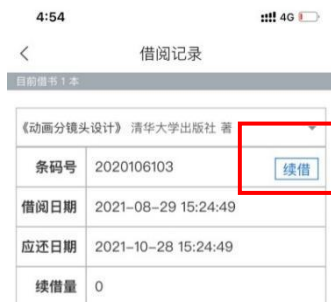 4:54
4G
借阅记录
目前借书 1 本
《动画分镜头设计》 清华大学出版社 著
条码号 2020106103 续借
借阅日期 2021-08-29 15:24:49
应还日期 2021-10-28 15:24:49
续借量 0